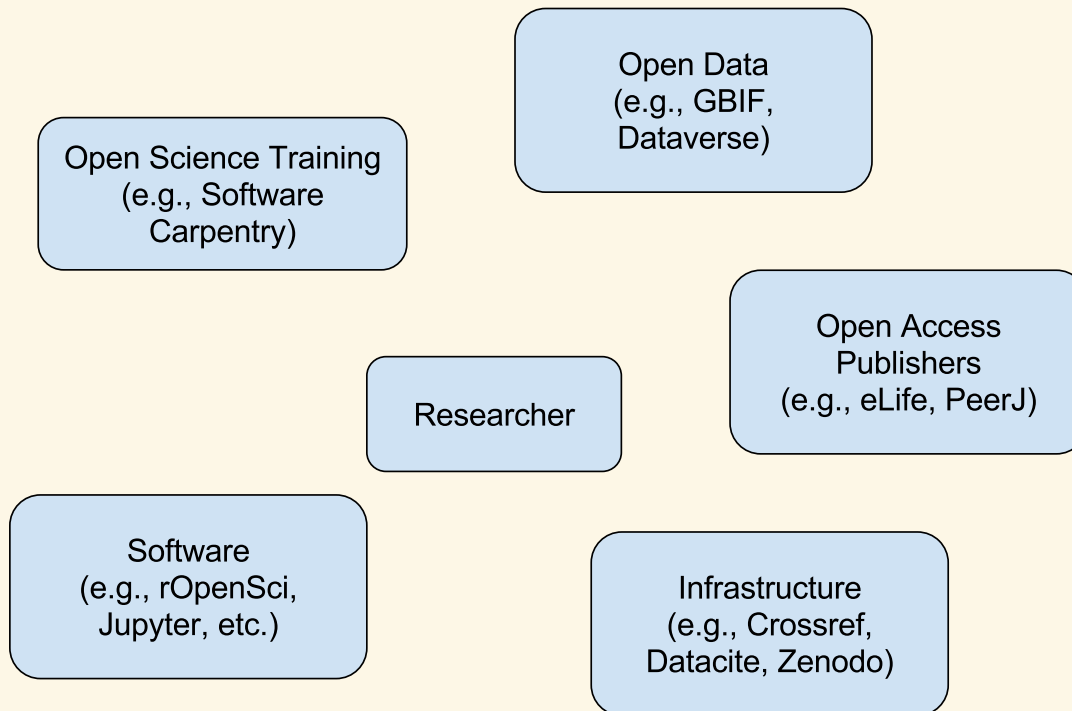 Open Data
(e.g., GBIF,
Dataverse)
Open Science Training
(e.g., Software
Carpentry)
Open Access
Publishers
(e.g., eLife, PeerJ)
Researcher
Software
(e.g., rOpenSci,
Jupyter, etc.)
Infrastructure
(e.g., Crossref,
Datacite, Zenodo)